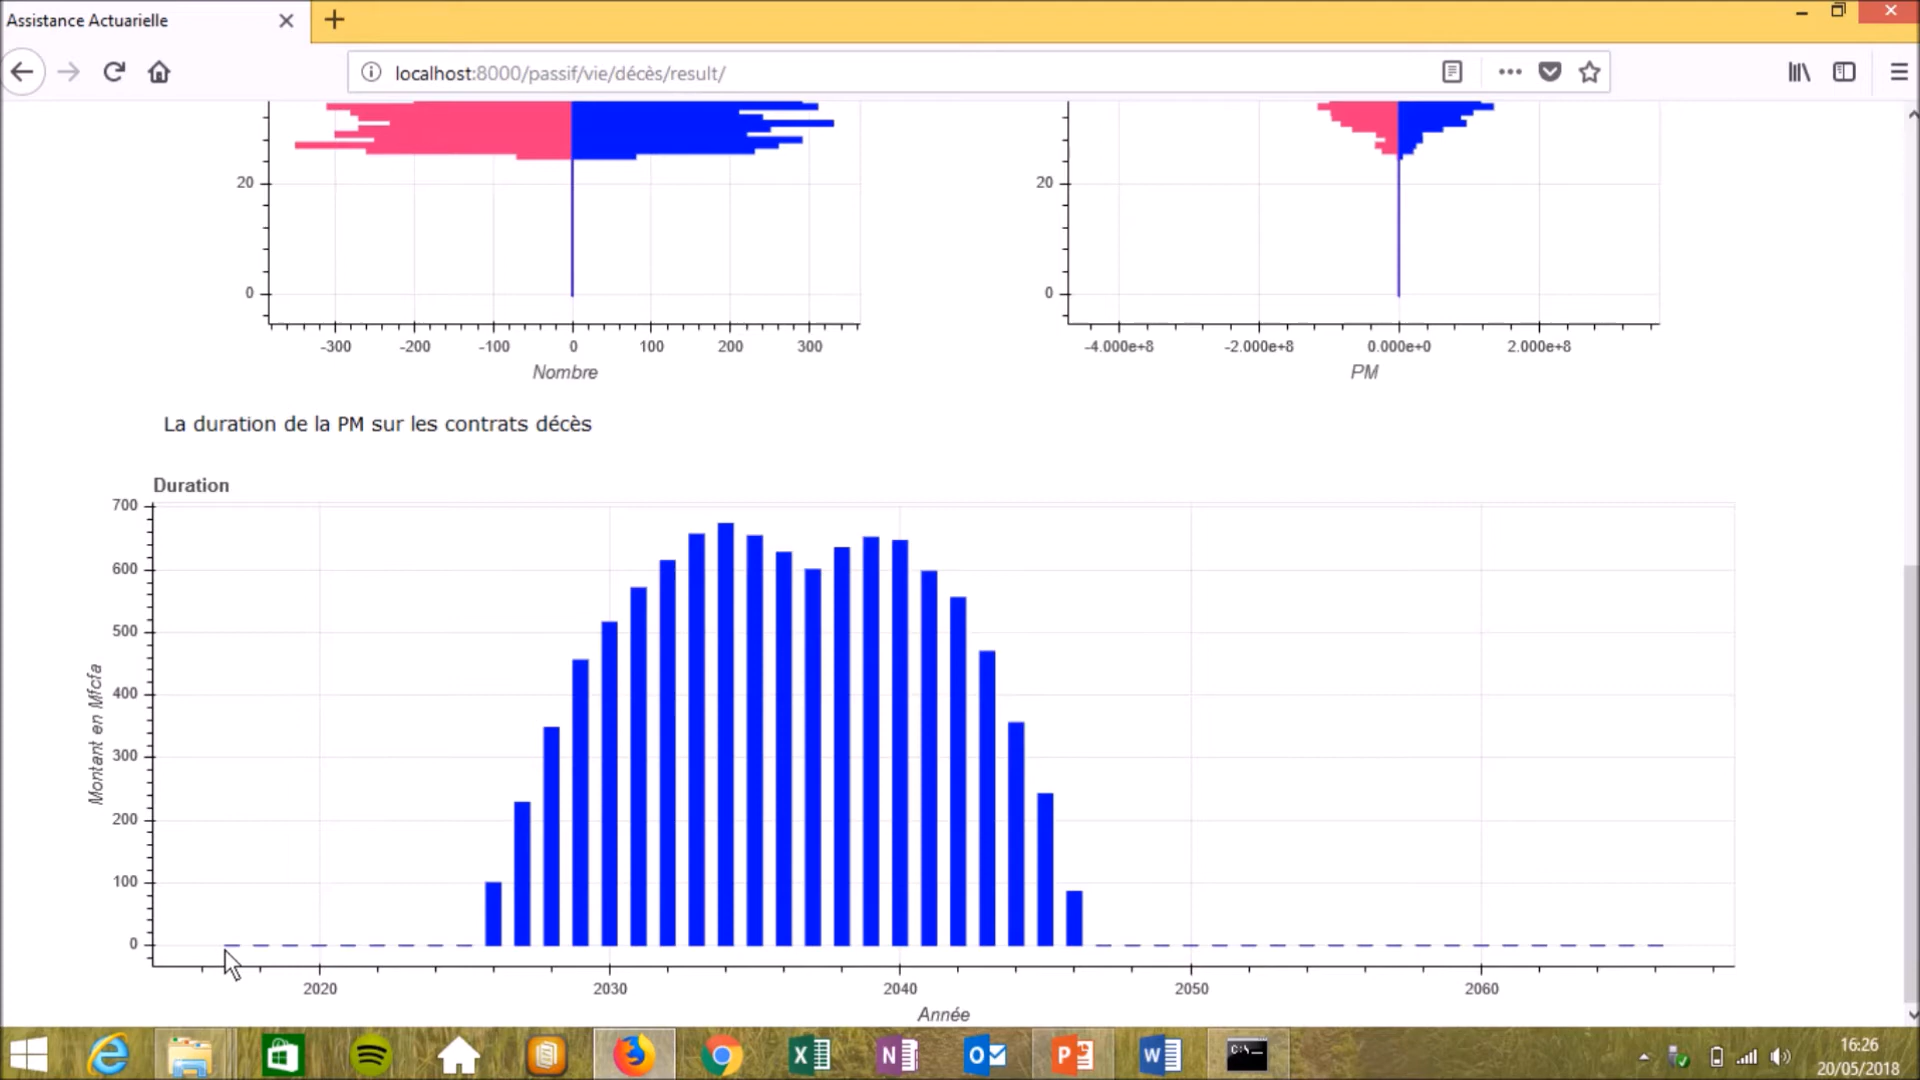 Assistance Actuarielle
localhost:8000/passif/vie/décès/result/
20
0
-300 -200 -100 0 100 200 300
Nombre
20
0
-4.000e+8 -2.000e+8 0.000e+0 2.000e+8
PM
La duration de la PM sur les contrats décès
Duration
700
600
500
400
300
200
100
0
Montant en Mfcfa
2020 2030 2040 2050 2060
Année
16:26
20/05/2018